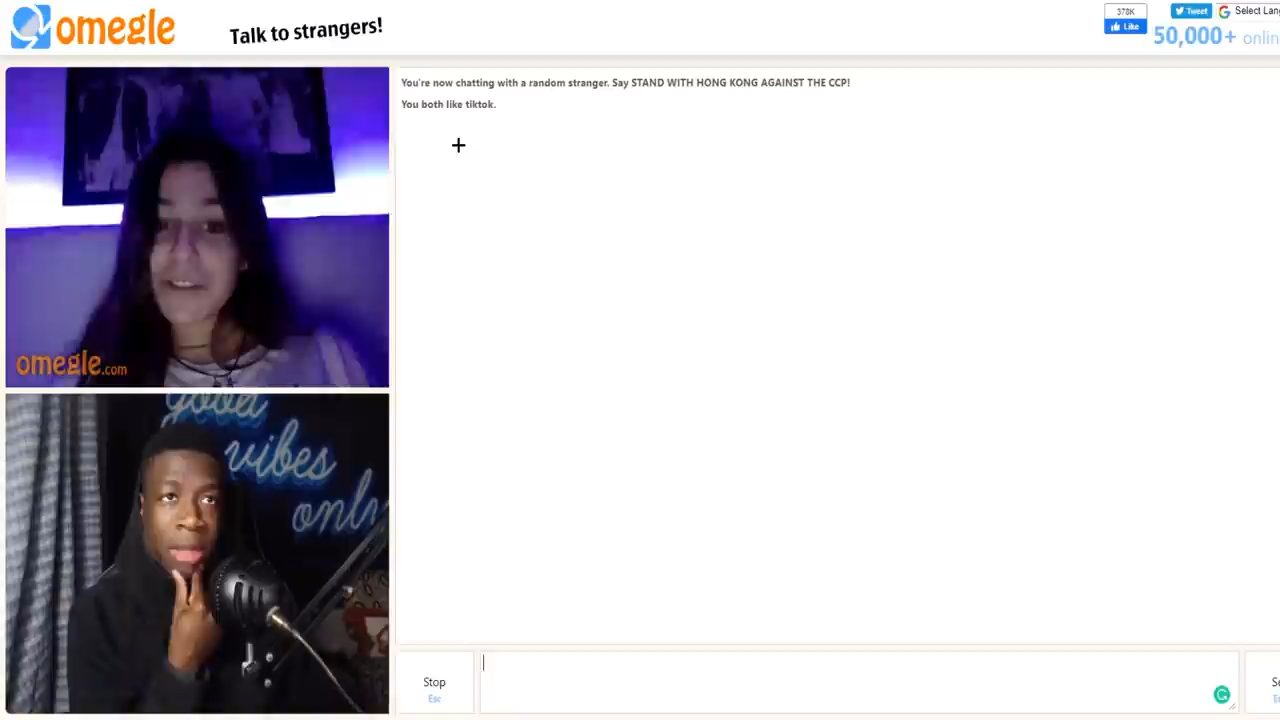 omegle
Talk to strangers!
378K
Like
Tweet
Select Lang
50,000+ online
You're now chatting with a random stranger. Say STAND WITH HONG KONG AGAINST THE CCP!
You both like tiktok.
omegle.com
good
vibes
only
Stop
Esc